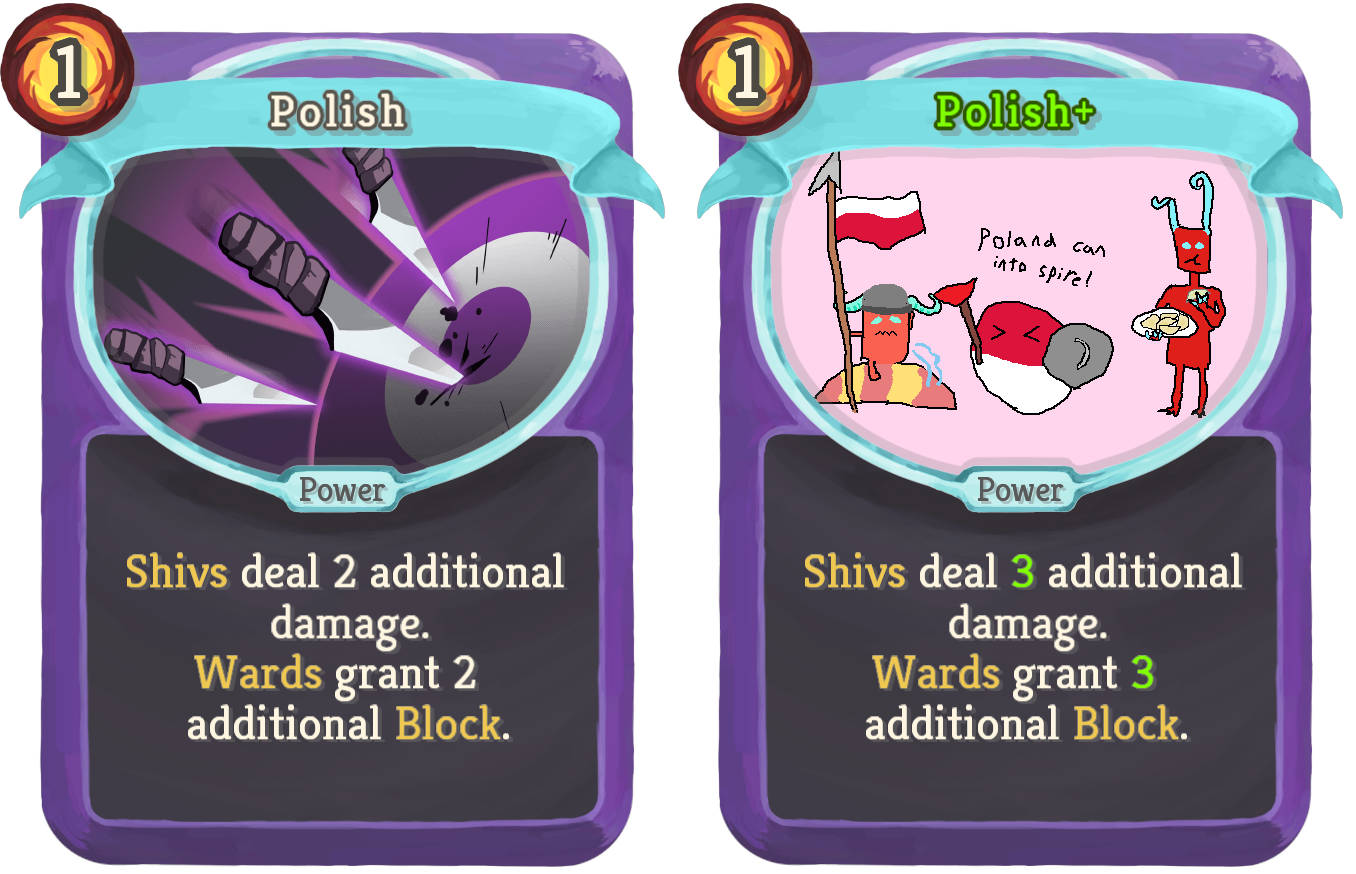 1
Polish
Power
Shivs deal 2 additional
damage.
Wards grant 2
additional Block.
1
Polish+
Poland can
into spire!
Power
Shivs deal 3 additional
damage.
Wards grant 3
additional Block.